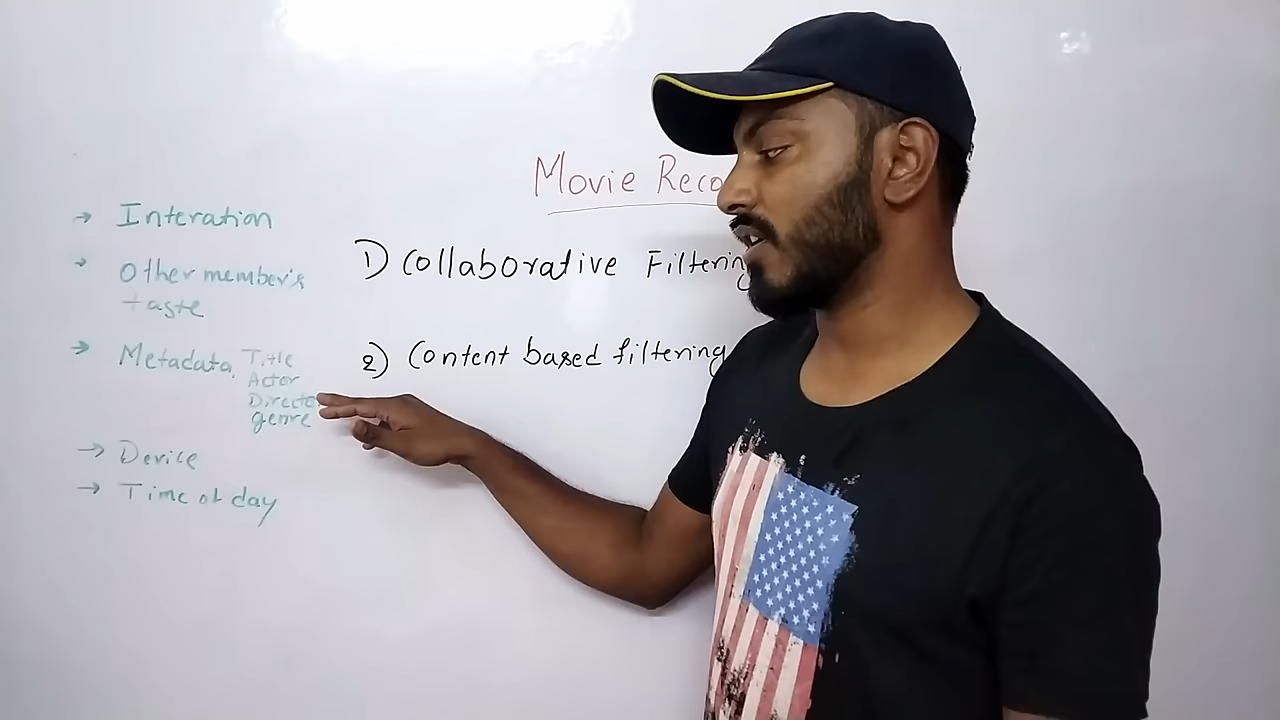 Movie Reco
→ Interation
→ Other member's
taste
→ Metadata, Title
Actor
Directo
genre
→ Device
→ Time of day
1) Collaborative Filtering
2) Content based filtering